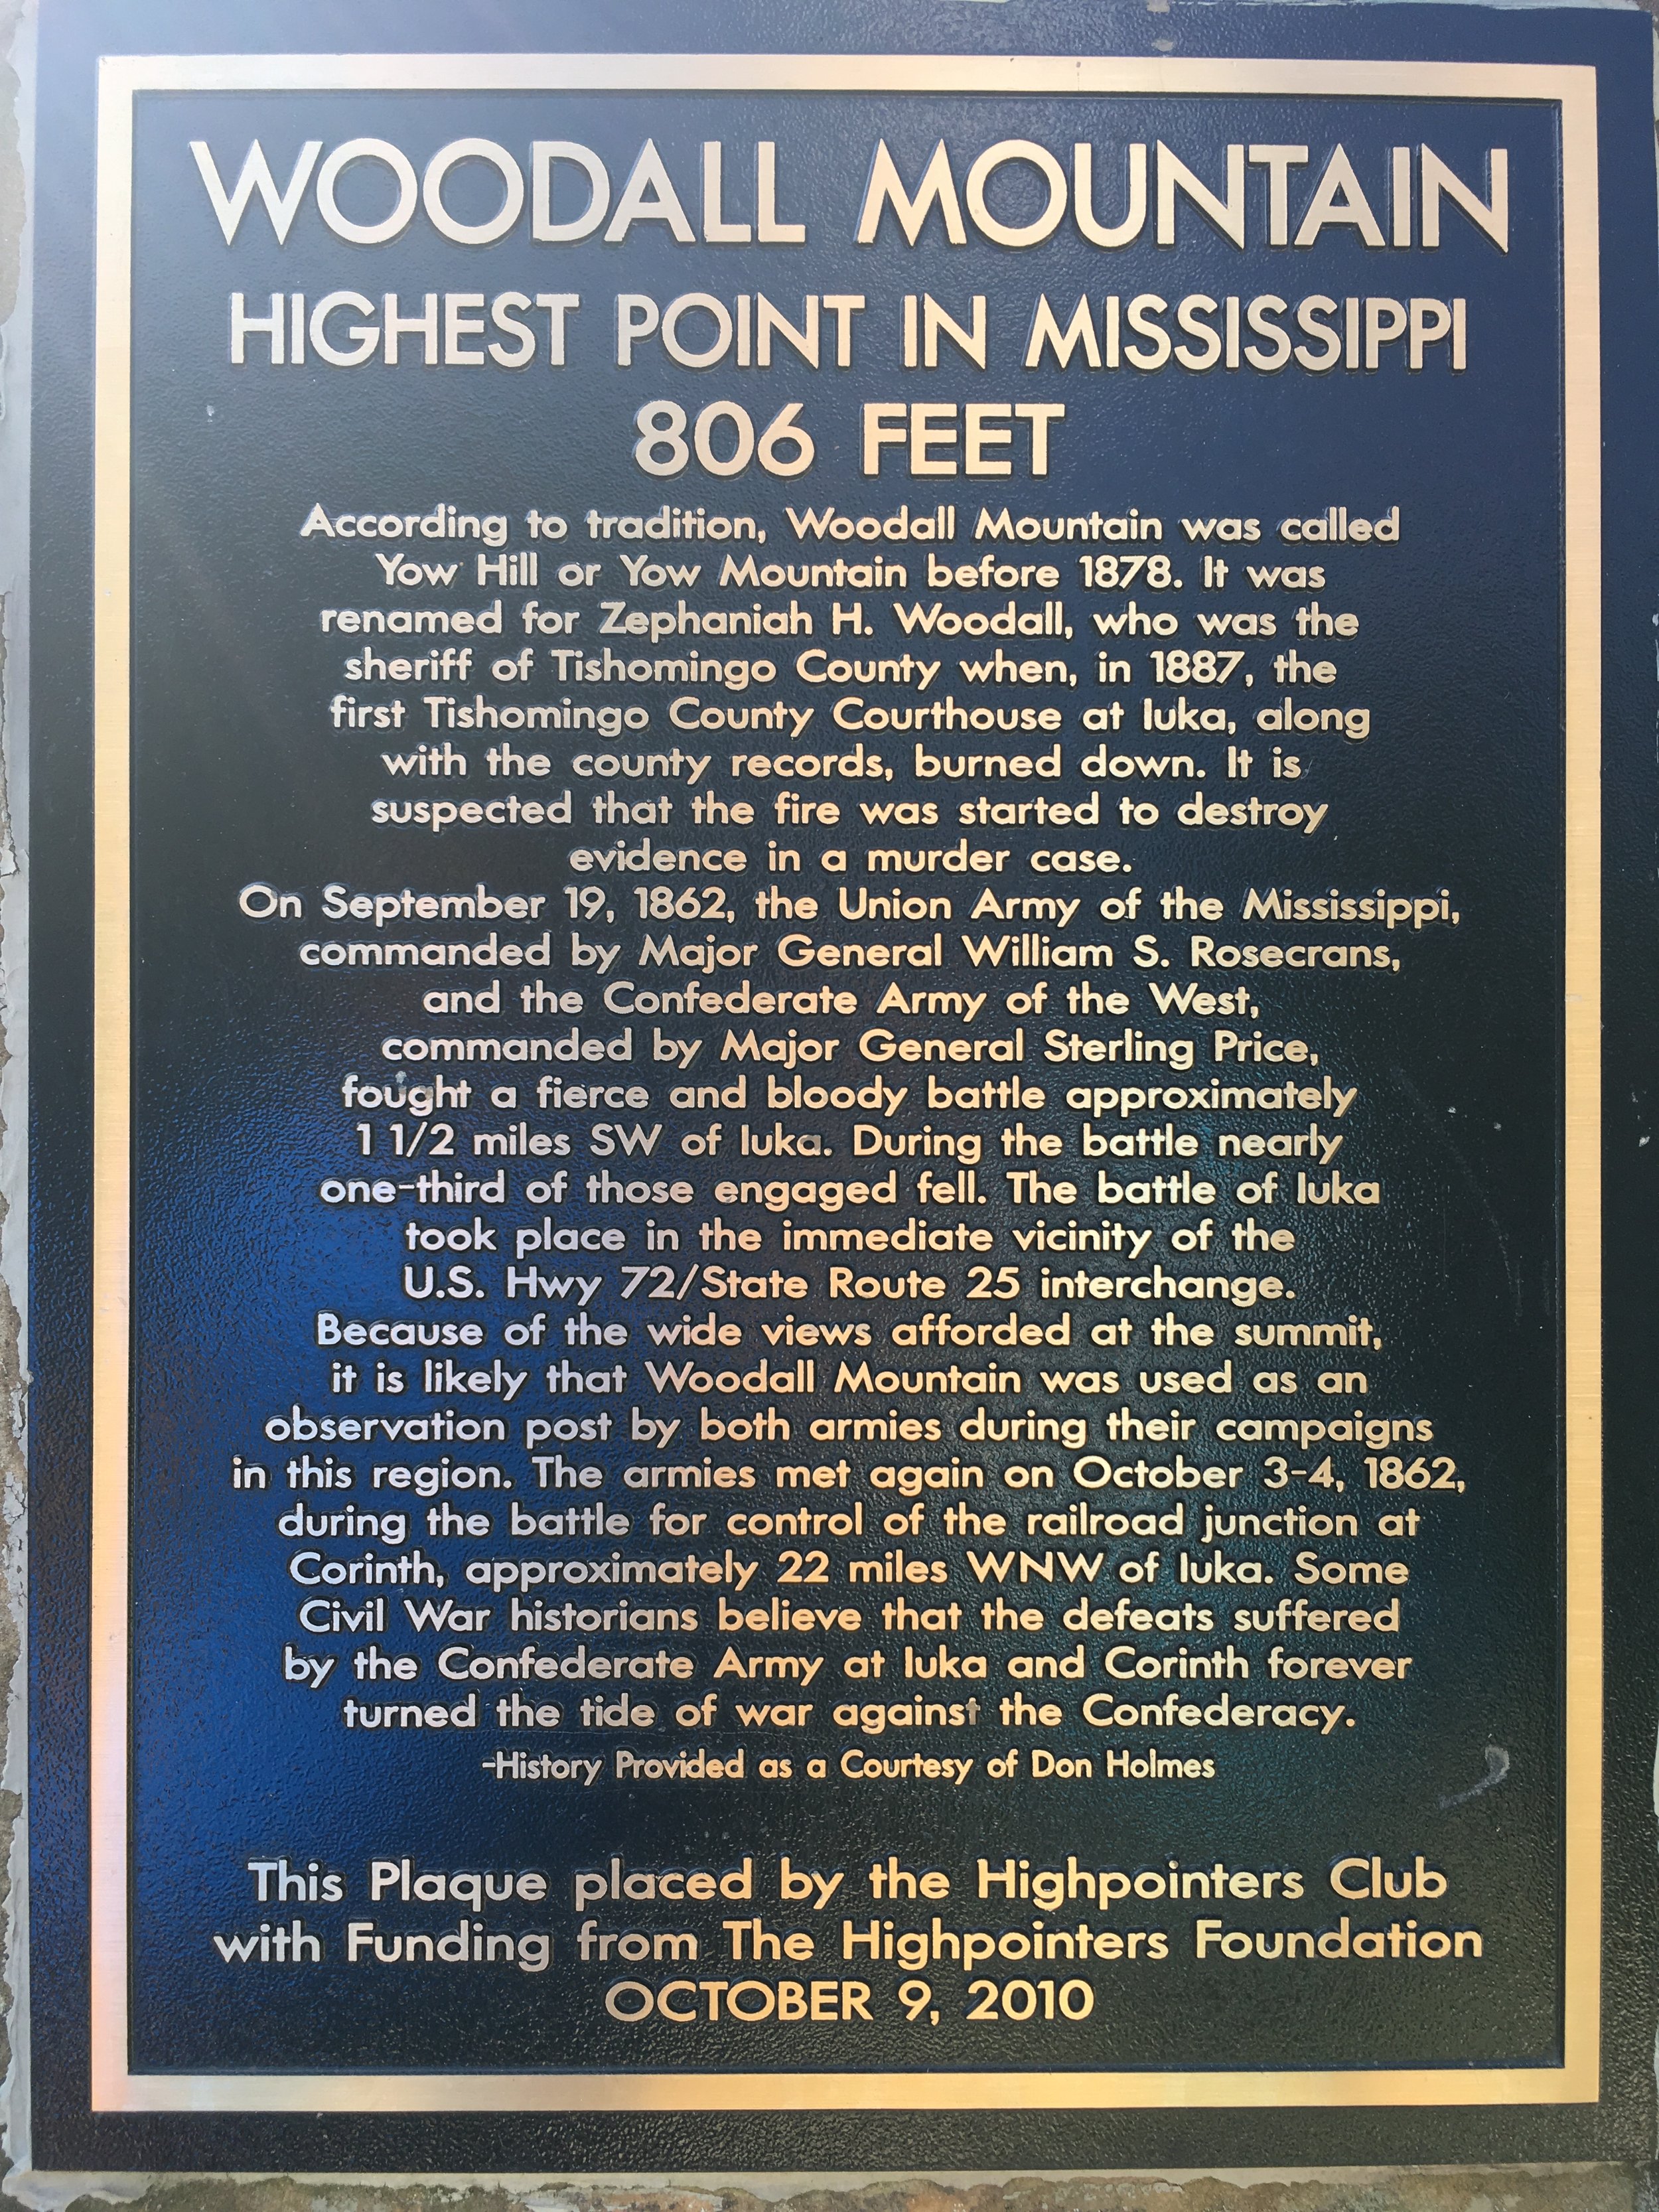 WOODALL MOUNTAIN
HIGHEST POINT IN MISSISSIPPI
806 FEET
According to tradition, Woodall Mountain was called
Yow Hill or Yow Mountain before 1878. It was
renamed for Zephaniah H. Woodall, who was the
sheriff of Tishomingo County when, in 1887, the
first Tishomingo County Courthouse at Iuka, along
with the county records, burned down. It is
suspected that the fire was started to destroy
evidence in a murder case.
On September 19, 1862, the Union Army of the Mississippi,
commanded by Major General William S. Rosecrans,
and the Confederate Army of the West,
commanded by Major General Sterling Price,
fought a fierce and bloody battle approximately
1 1/2 miles SW of Iuka. During the battle nearly
one-third of those engaged fell. The battle of Iuka
took place in the immediate vicinity of the
U.S. Hwy 72/State Route 25 interchange.
Because of the wide views afforded at the summit,
it is likely that Woodall Mountain was used as an
observation post by both armies during their campaigns
in this region. The armies met again on October 3-4, 1862,
during the battle for control of the railroad junction at
Corinth, approximately 22 miles WNW of Iuka. Some
Civil War historians believe that the defeats suffered
by the Confederate Army at Iuka and Corinth forever
turned the tide of war against the Confederacy.
-History Provided as a Courtesy of Don Holmes
This Plaque placed by the Highpointers Club
with Funding from The Highpointers Foundation
OCTOBER 9, 2010